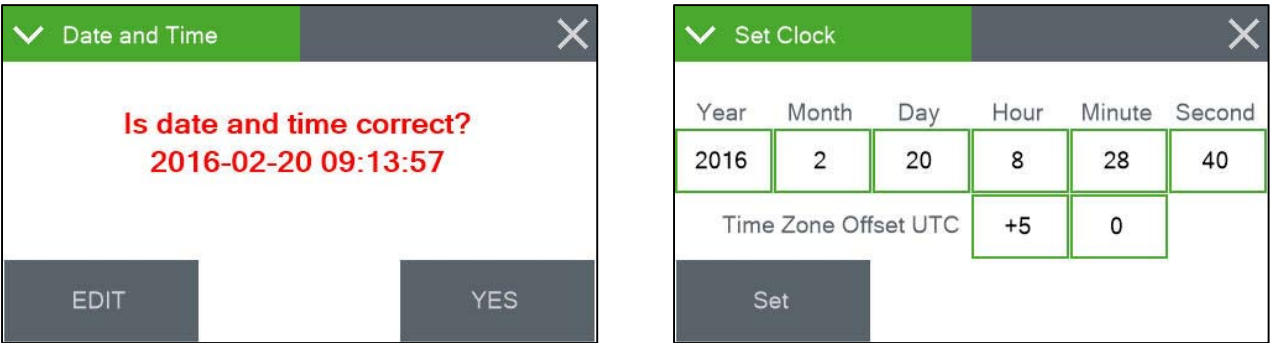 Date and Time
Is date and time correct?
2016-02-20 09:13:57
EDIT YES
Set Clock
Year Month Day Hour Minute Second
2016 2 20 8 28 40
Time Zone Offset UTC +5 0
Set